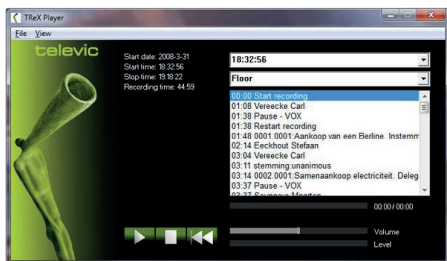 TReX Player
File View
televic
Start date: 2008-3-31
Start time: 18:32:56
Stop time: 19:18:22
Recording time: 44:59
18:32:56
Floor
00:00 Start recording
01:08 Vereecke Carl
01:38 Pause - VOX
01:38 Restart recording
01:48 0001.0001:Aankoop van een Berline. Instemm
02:14 Eeckhout Stefaan
03:04 Vereecke Carl
03:11 stemming:unanimous
03:14 0002.0001:Samenaankoop electriciteit. Deleg
03:37 Pause - VOX
00:00 / 00:00
Volume
Level